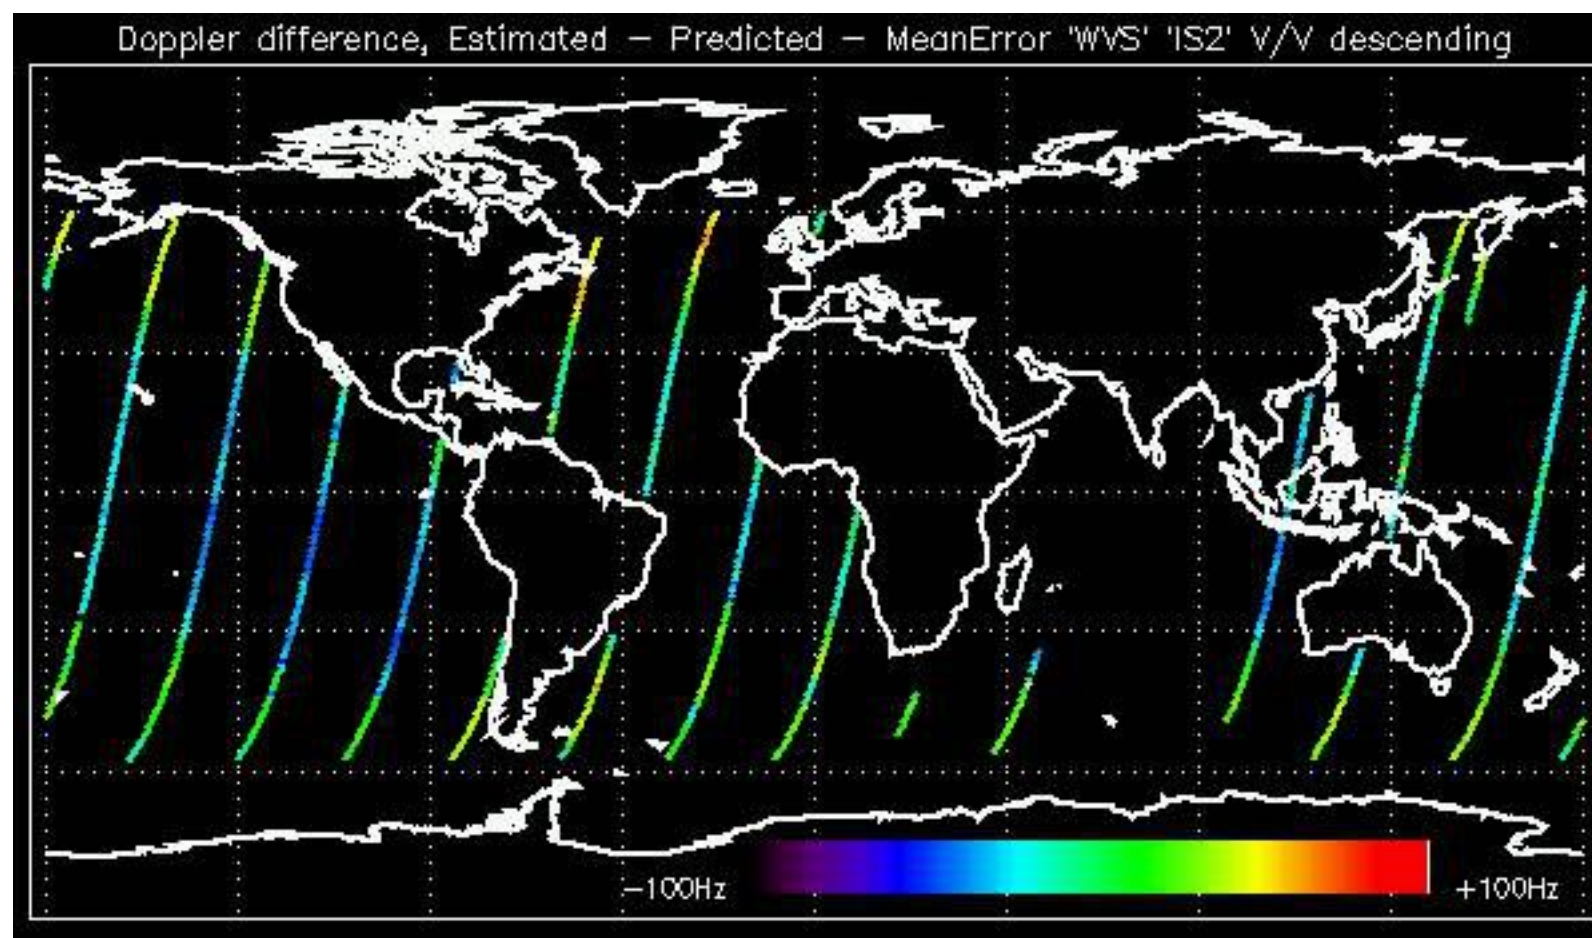 Doppler difference, Estimated – Predicted – MeanError 'WVS' 'IS2' V/V descending
–100Hz +100Hz